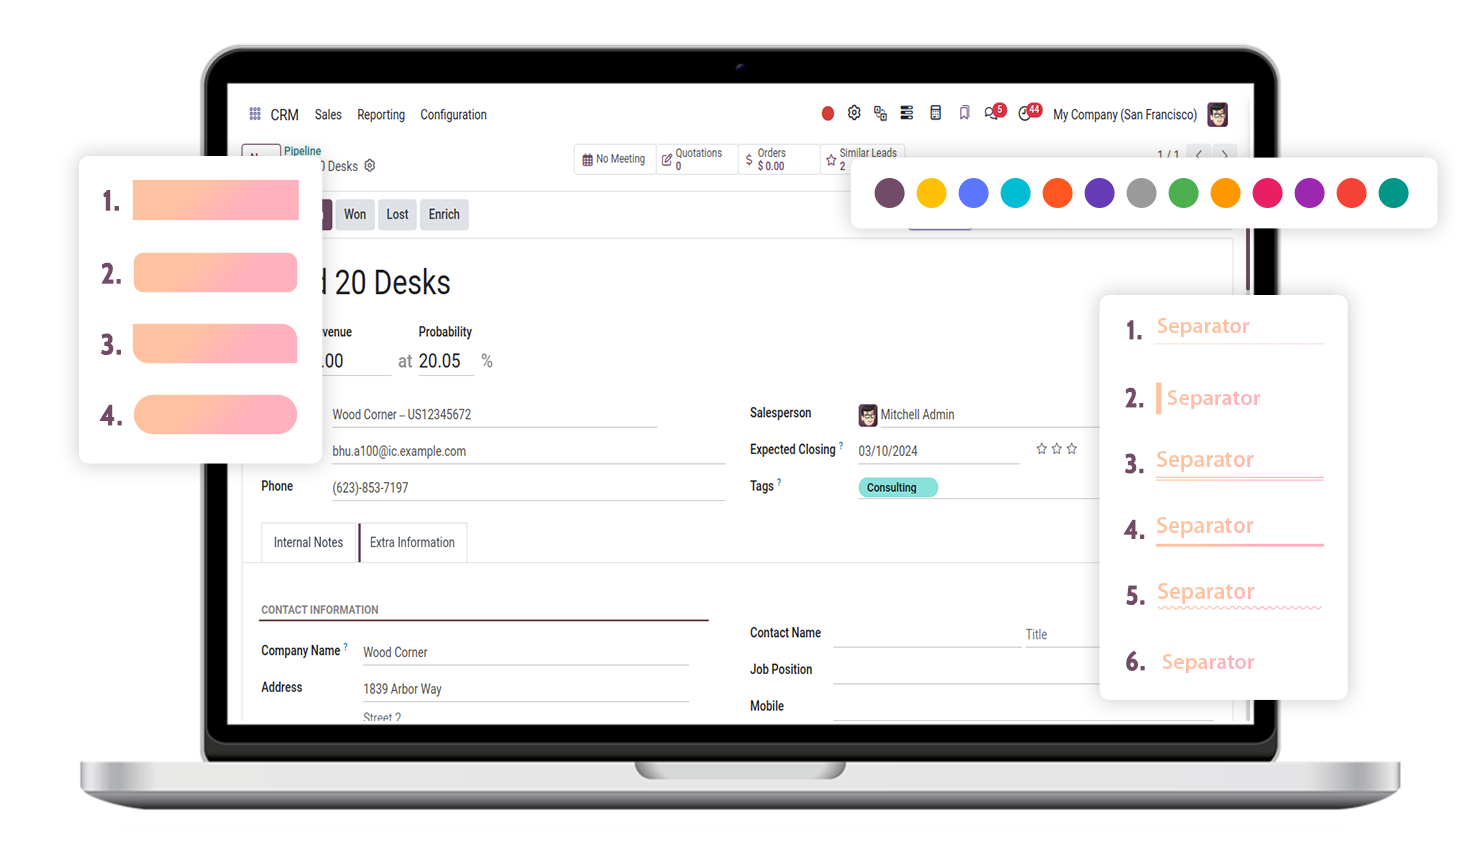 CRM Sales Reporting Configuration
5 44 My Company (San Francisco)
Pipeline
0 Desks
No Meeting
Quotations
0
Orders
$ 0.00
Similar Leads
2
1 / 1
Won Lost Enrich
20 Desks
venue
Probability
.00 at 20.05 %
Wood Corner – US12345672
bhu.a100@ic.example.com
Phone (623)-853-7197
Salesperson Mitchell Admin
Expected Closing ? 03/10/2024
Tags ? Consulting
Internal Notes Extra Information
CONTACT INFORMATION
Company Name ? Wood Corner
Address 1839 Arbor Way
Street 2
Contact Name Title
Job Position
Mobile
1.
2.
3.
4.
1. Separator
2. Separator
3. Separator
4. Separator
5. Separator
6. Separator